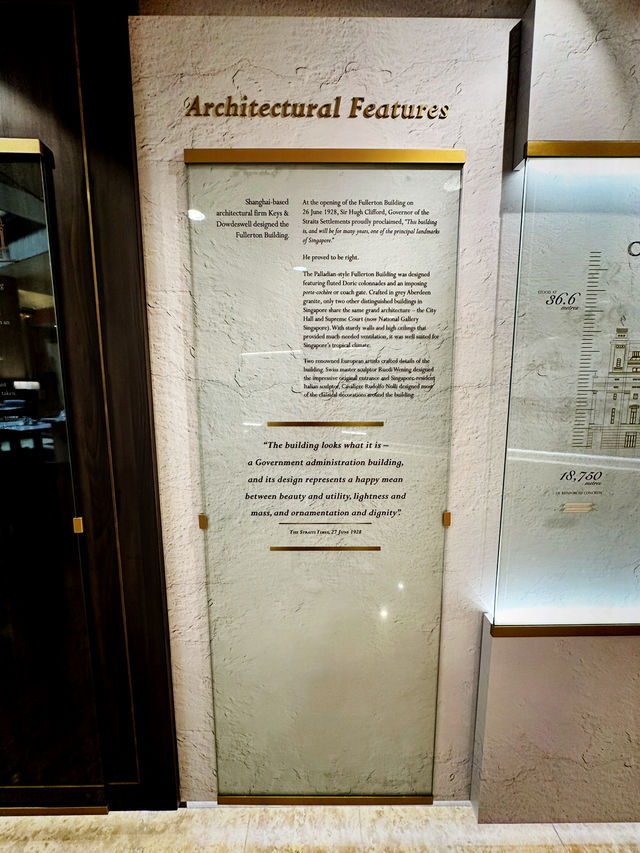 Architectural Features
Shanghai-based
architectural firm Keys &
Dowdeswell designed the
Fullerton Building.
At the opening of the Fullerton Building on
26 June 1928, Sir Hugh Clifford, Governor of the
Straits Settlements proudly proclaimed, "This building
is, and will be for many years, one of the principal landmarks
of Singapore."
He proved to be right.
The Palladian-style Fullerton Building was designed
featuring fluted Doric colonnades and an imposing
porte-cochère or coach gate. Crafted in grey Aberdeen
granite, only two other distinguished buildings in
Singapore share the same grand architecture – the City
Hall and Supreme Court (now National Gallery
Singapore). With sturdy walls and high ceilings that
provided much-needed ventilation, it was well suited for
Singapore's tropical climate.
Two renowned European artists crafted details of the
building. Swiss master sculptor Ruodi Wening designed
the impressive original entrance and Singapore-resident
Italian sculptor, Cavaliere Rudolfo Nolli designed most
of the classical decorations around the building.
"The building looks what it is –
a Government administration building,
and its design represents a happy mean
between beauty and utility, lightness and
mass, and ornamentation and dignity".
The Straits Times, 27 June 1928
STOOD AT
36.6
metres
18,750
metres
OF REINFORCED CONCRETE